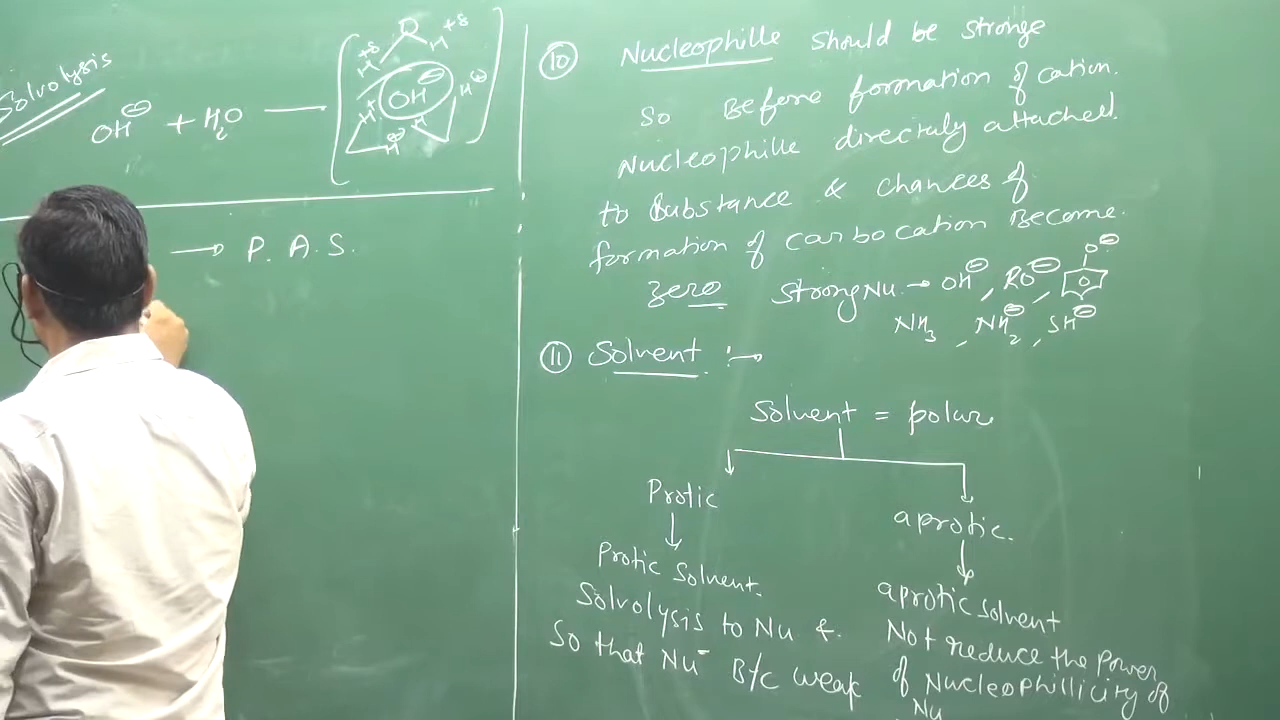 Solvolysis
OH⊖ + H₂O → [OH⊖]
O
+δ H H +δ
H⊕
H⊕
→ P. A. S.
⑩ Nucleophille should be stronge
So Before formation of cation.
Nucleophille directuly attached.
to substance & chances of
formation of carbocation Become.
zero strong Nu. → OH⊖, RO⊖, O⊖
NH₃, NH₂⊖, SH⊖
⑪ Solvent :→
Solvent = polar
Protic
aprotic.
Protic Solvent.
Solvolysis to Nu &.
So that Nu⁻ B/c weak
aprotic solvent
Not reduce the Power
of Nucleophillicity of
Nu